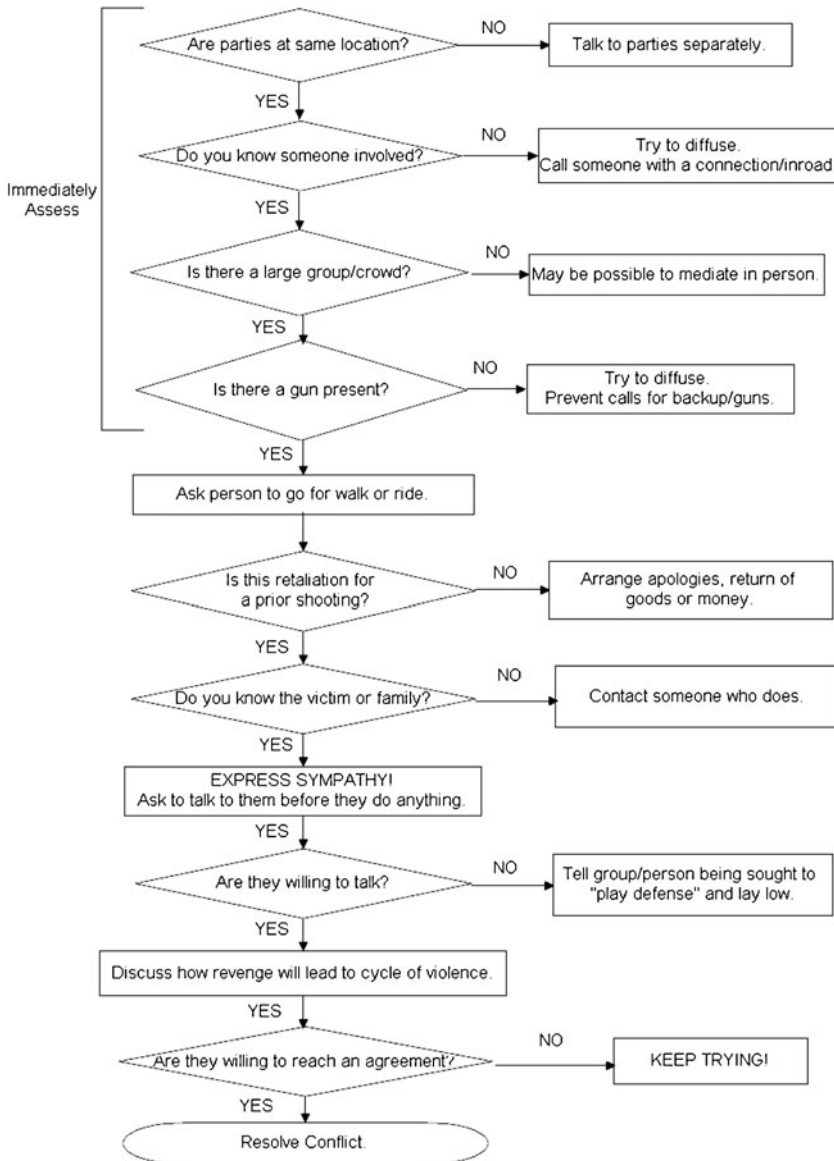 Are parties at same location?
NO
Talk to parties separately.
YES
Do you know someone involved?
NO
Try to diffuse.
Call someone with a connection/inroad
Immediately
Assess
YES
Is there a large group/crowd?
NO
May be possible to mediate in person.
YES
Is there a gun present?
NO
Try to diffuse.
Prevent calls for backup/guns.
YES
Ask person to go for walk or ride.
Is this retaliation for
a prior shooting?
NO
Arrange apologies, return of
goods or money.
YES
Do you know the victim or family?
NO
Contact someone who does.
YES
EXPRESS SYMPATHY!
Ask to talk to them before they do anything.
YES
Are they willing to talk?
NO
Tell group/person being sought to
"play defense" and lay low.
YES
Discuss how revenge will lead to cycle of violence.
YES
Are they willing to reach an agreement?
NO
KEEP TRYING!
YES
Resolve Conflict.